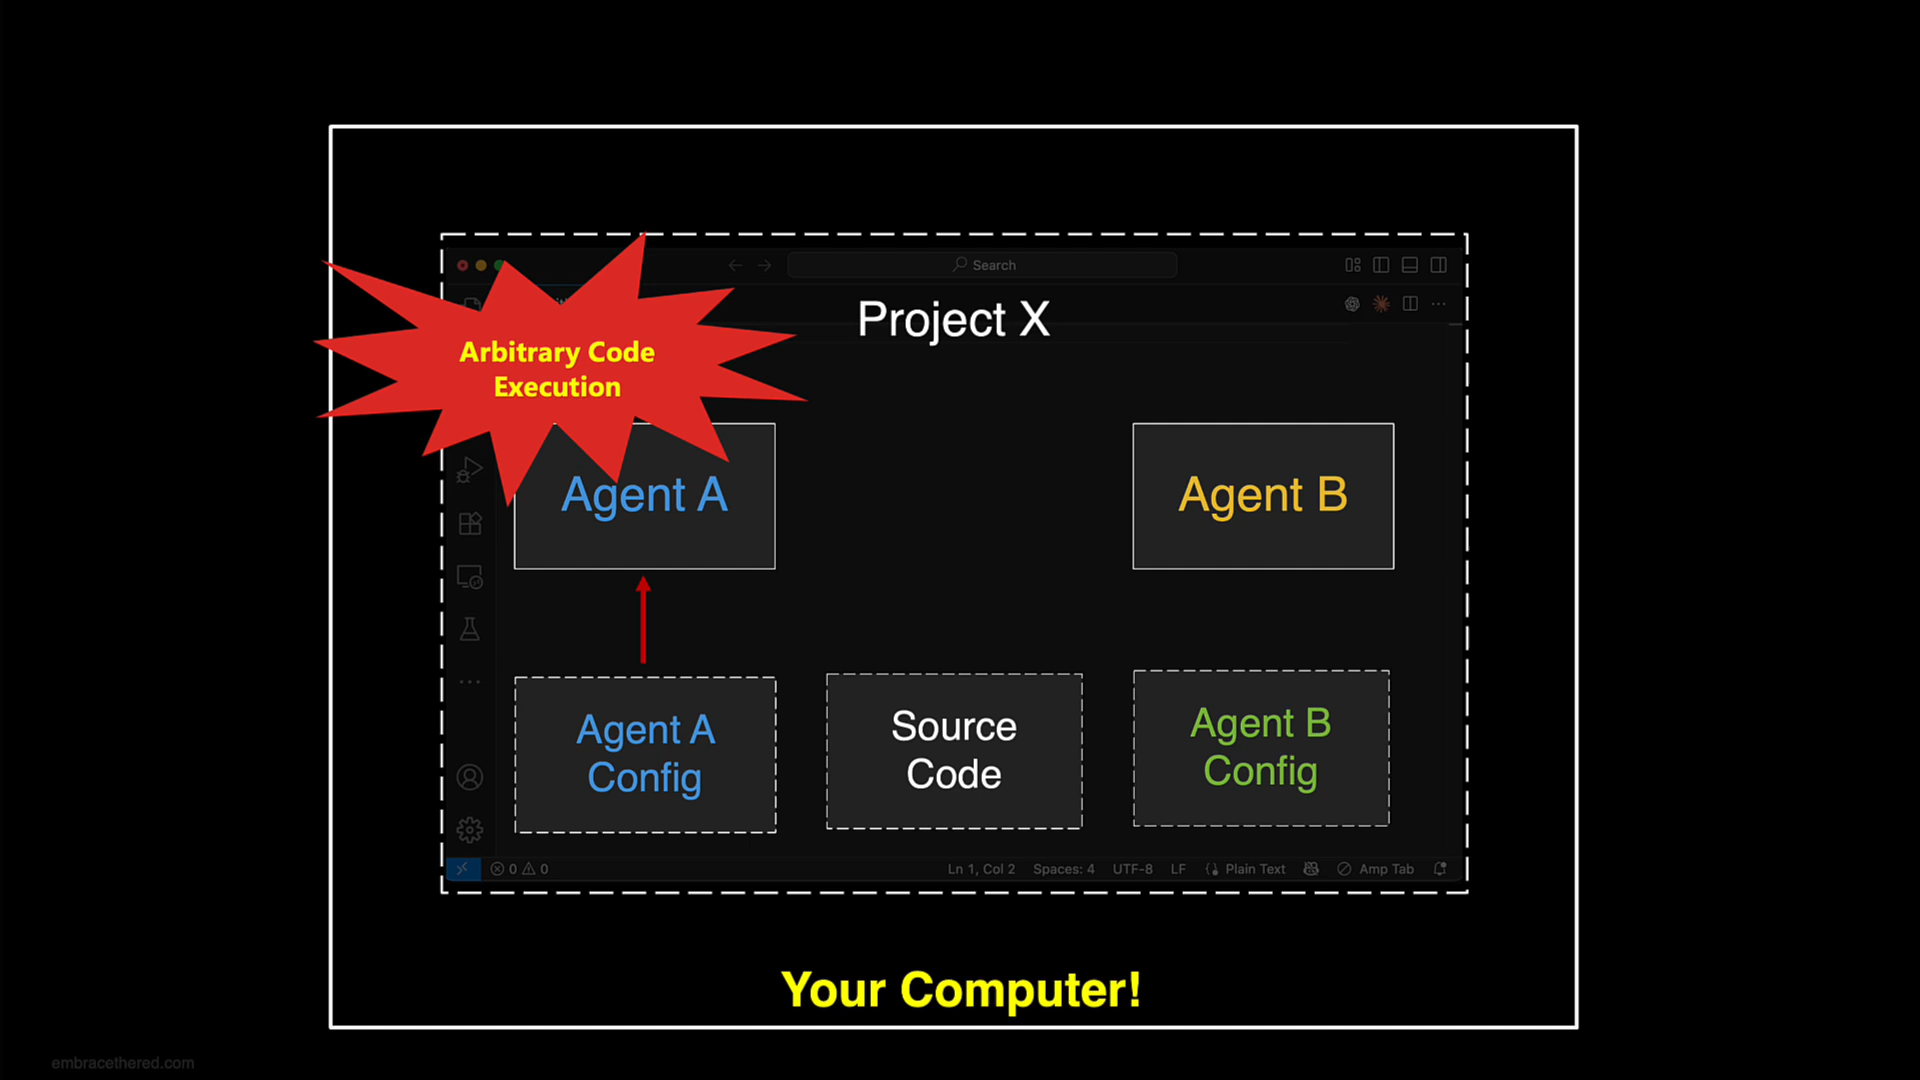 Search
Project X
Arbitrary Code
Execution
Agent A
Agent B
Agent A
Config
Source
Code
Agent B
Config
0 0
Ln 1, Col 2 Spaces: 4 UTF-8 LF Plain Text Amp Tab
Your Computer!
embracethered.com